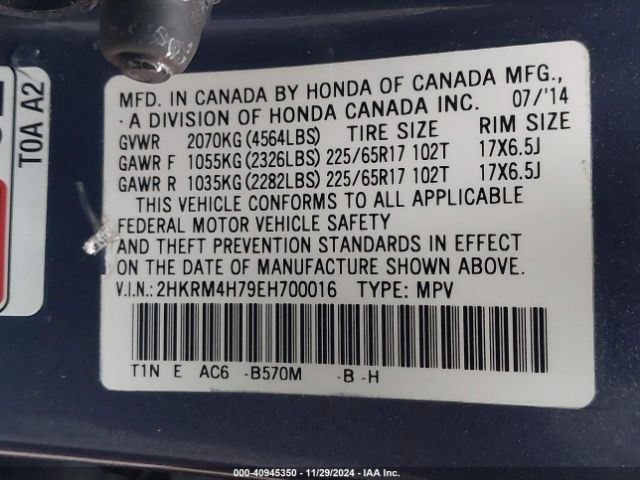 MFD. IN CANADA BY HONDA OF CANADA MFG.,
· A DIVISION OF HONDA CANADA INC. 07/'14
GVWR 2070KG (4564LBS) TIRE SIZE RIM SIZE
GAWR F 1055KG (2326LBS) 225/65R17 102T 17X6.5J
GAWR R 1035KG (2282LBS) 225/65R17 102T 17X6.5J
THIS VEHICLE CONFORMS TO ALL APPLICABLE
FEDERAL MOTOR VEHICLE SAFETY
AND THEFT PREVENTION STANDARDS IN EFFECT
ON THE DATE OF MANUFACTURE SHOWN ABOVE.
V.I.N.: 2HKRM4H79EH700016 TYPE: MPV
T1N E AC6 -B570M -B -H
T0A A2
© - 40945350 - 11/29/2024 - IAA Inc.